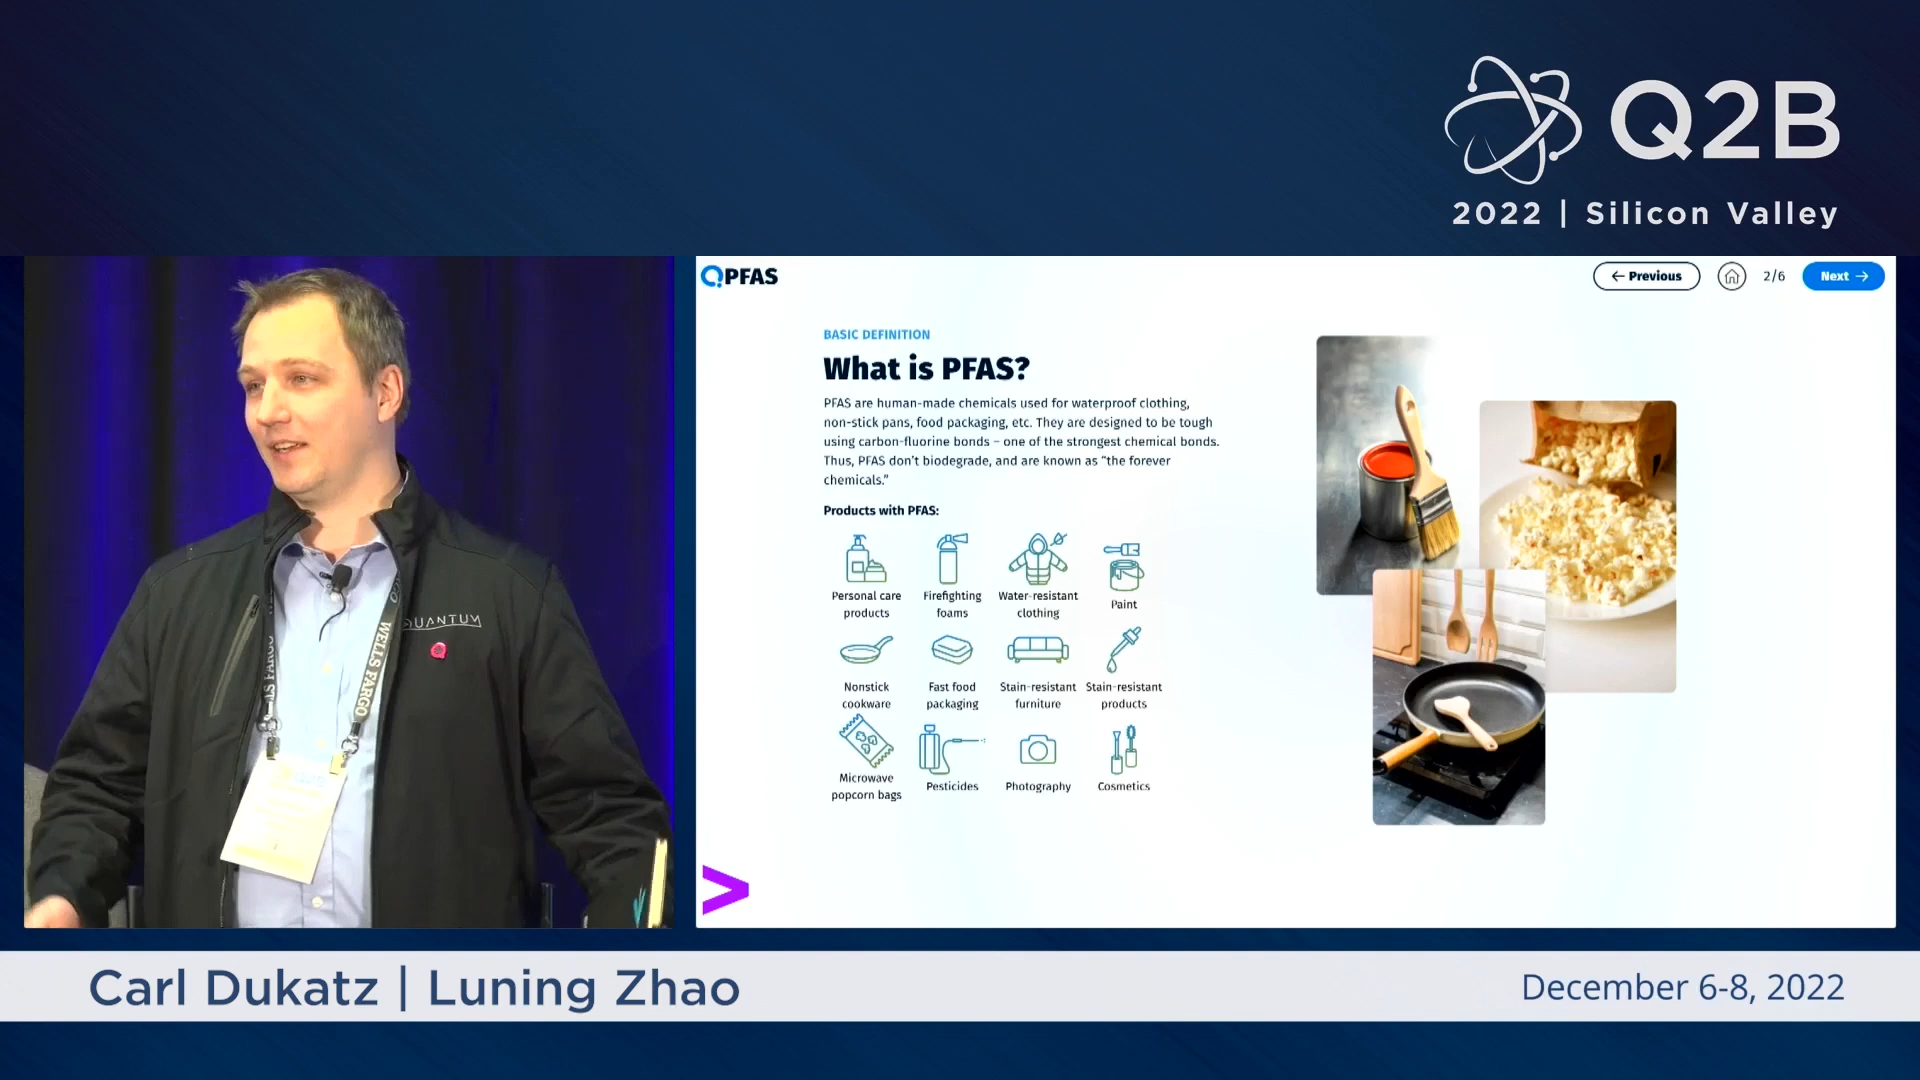 Q2B
2022 | Silicon Valley
QPFAS
← Previous
2/6
Next →
BASIC DEFINITION
What is PFAS?
PFAS are human-made chemicals used for waterproof clothing,
non-stick pans, food packaging, etc. They are designed to be tough
using carbon-fluorine bonds – one of the strongest chemical bonds.
Thus, PFAS don't biodegrade, and are known as "the forever
chemicals."
Products with PFAS:
Personal care
products
Firefighting
foams
Water-resistant
clothing
Paint
Nonstick
cookware
Fast food
packaging
Stain-resistant
furniture
Stain-resistant
products
Microwave
popcorn bags
Pesticides
Photography
Cosmetics
>
QUANTUM
WELLS FARGO
LLS FARGO
Carl Dukatz | Luning Zhao
December 6-8, 2022